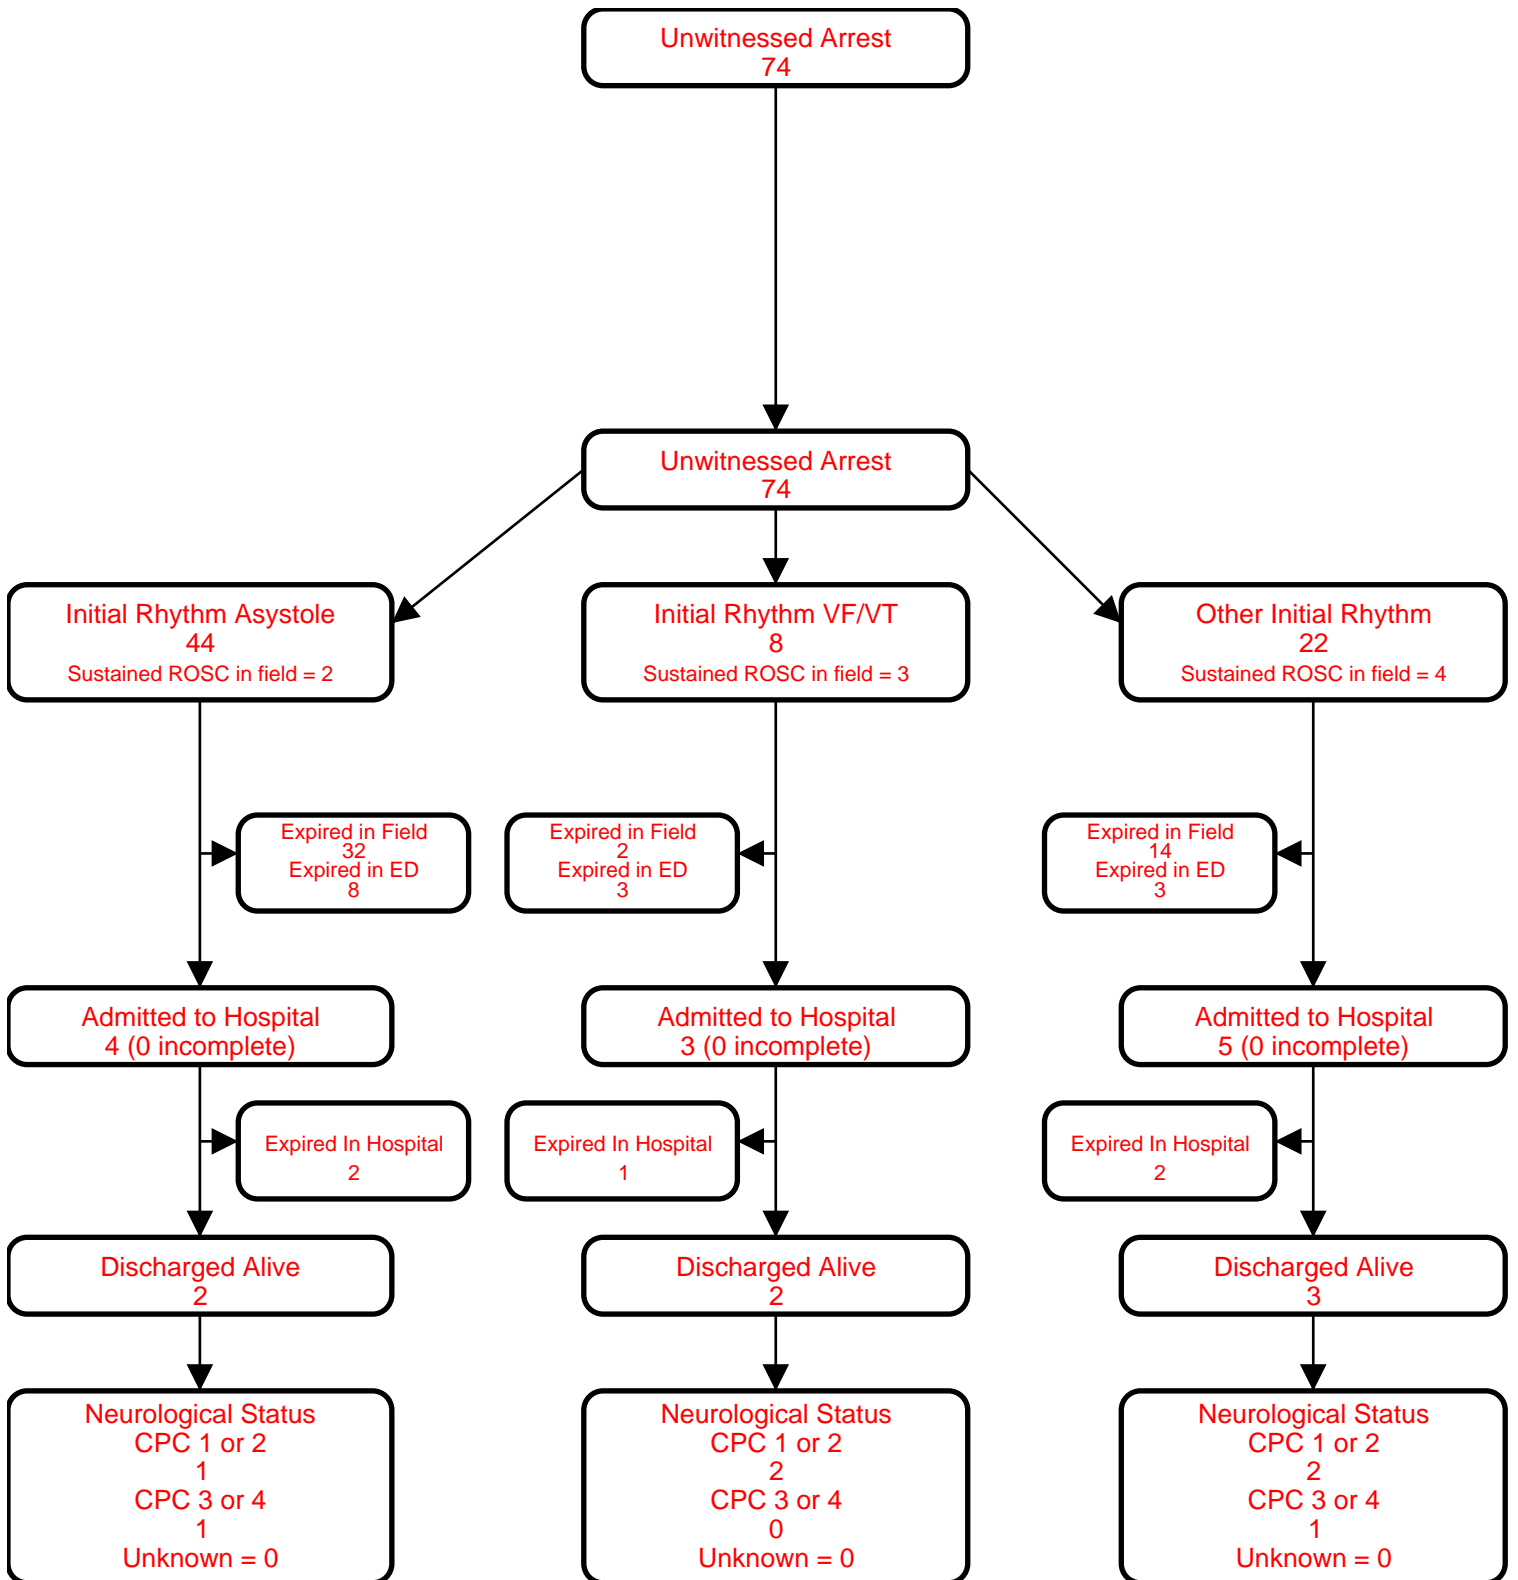 Unwitnessed Arrest
74
Unwitnessed Arrest
74
Initial Rhythm Asystole
44
Sustained ROSC in field = 2
Initial Rhythm VF/VT
8
Sustained ROSC in field = 3
Other Initial Rhythm
22
Sustained ROSC in field = 4
Expired in Field
32
Expired in ED
8
Expired in Field
2
Expired in ED
3
Expired in Field
14
Expired in ED
3
Admitted to Hospital
4 (0 incomplete)
Admitted to Hospital
3 (0 incomplete)
Admitted to Hospital
5 (0 incomplete)
Expired In Hospital
2
Expired In Hospital
1
Expired In Hospital
2
Discharged Alive
2
Discharged Alive
2
Discharged Alive
3
Neurological Status
CPC 1 or 2
1
CPC 3 or 4
1
Unknown = 0
Neurological Status
CPC 1 or 2
2
CPC 3 or 4
0
Unknown = 0
Neurological Status
CPC 1 or 2
2
CPC 3 or 4
1
Unknown = 0